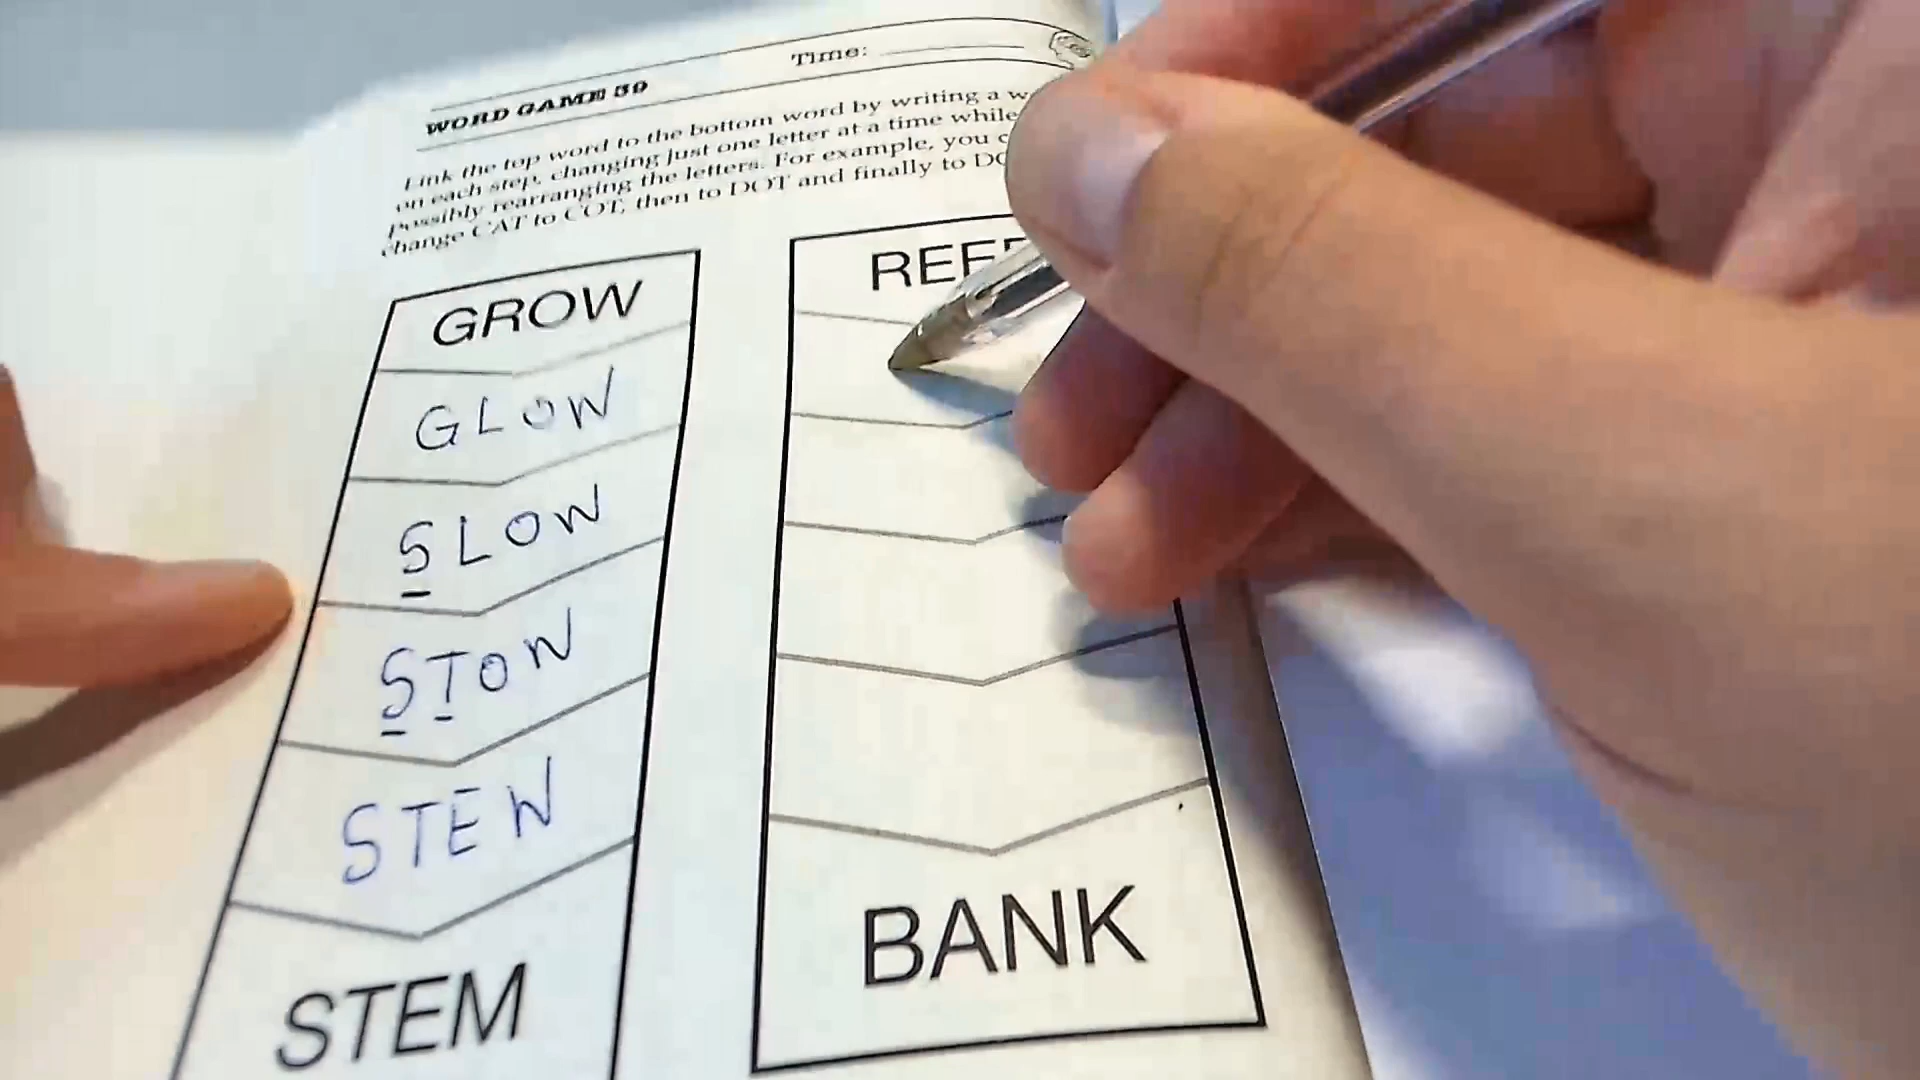 WORD GAME 59
Time:
Link the top word to the bottom word by writing a
on each step, changing just one letter at a time while
possibly rearranging the letters. For example, you
change CAT to COT, then to DOT and finally to
GROW
GLOW
SLOW
STOW
STEW
STEM
BANK